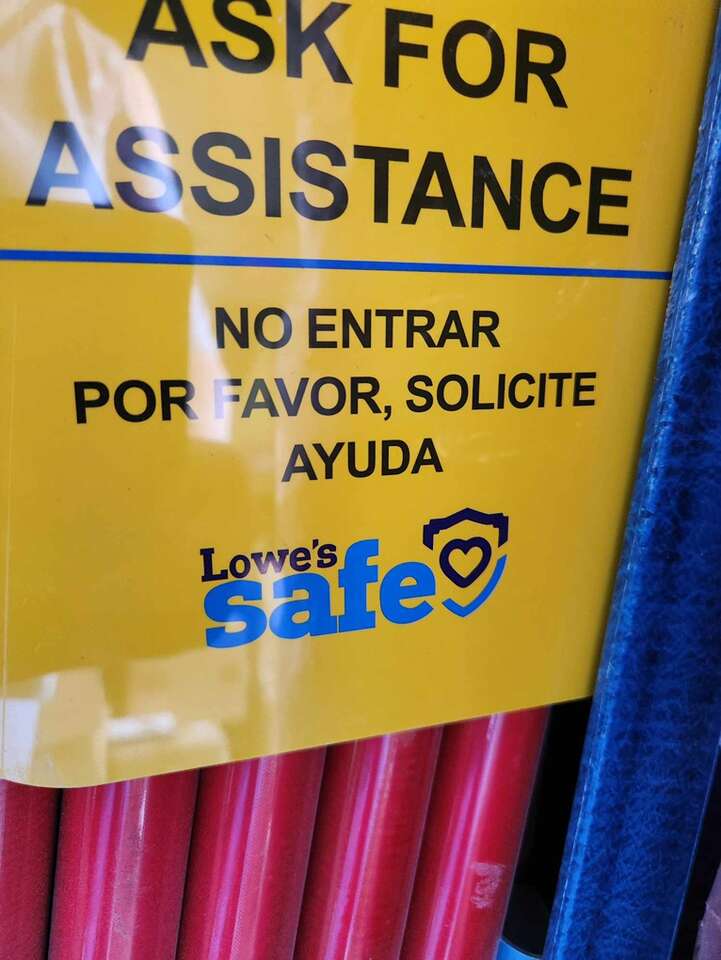 ASK FOR
ASSISTANCE
NO ENTRAR
POR FAVOR, SOLICITE
AYUDA
Lowe's
safe